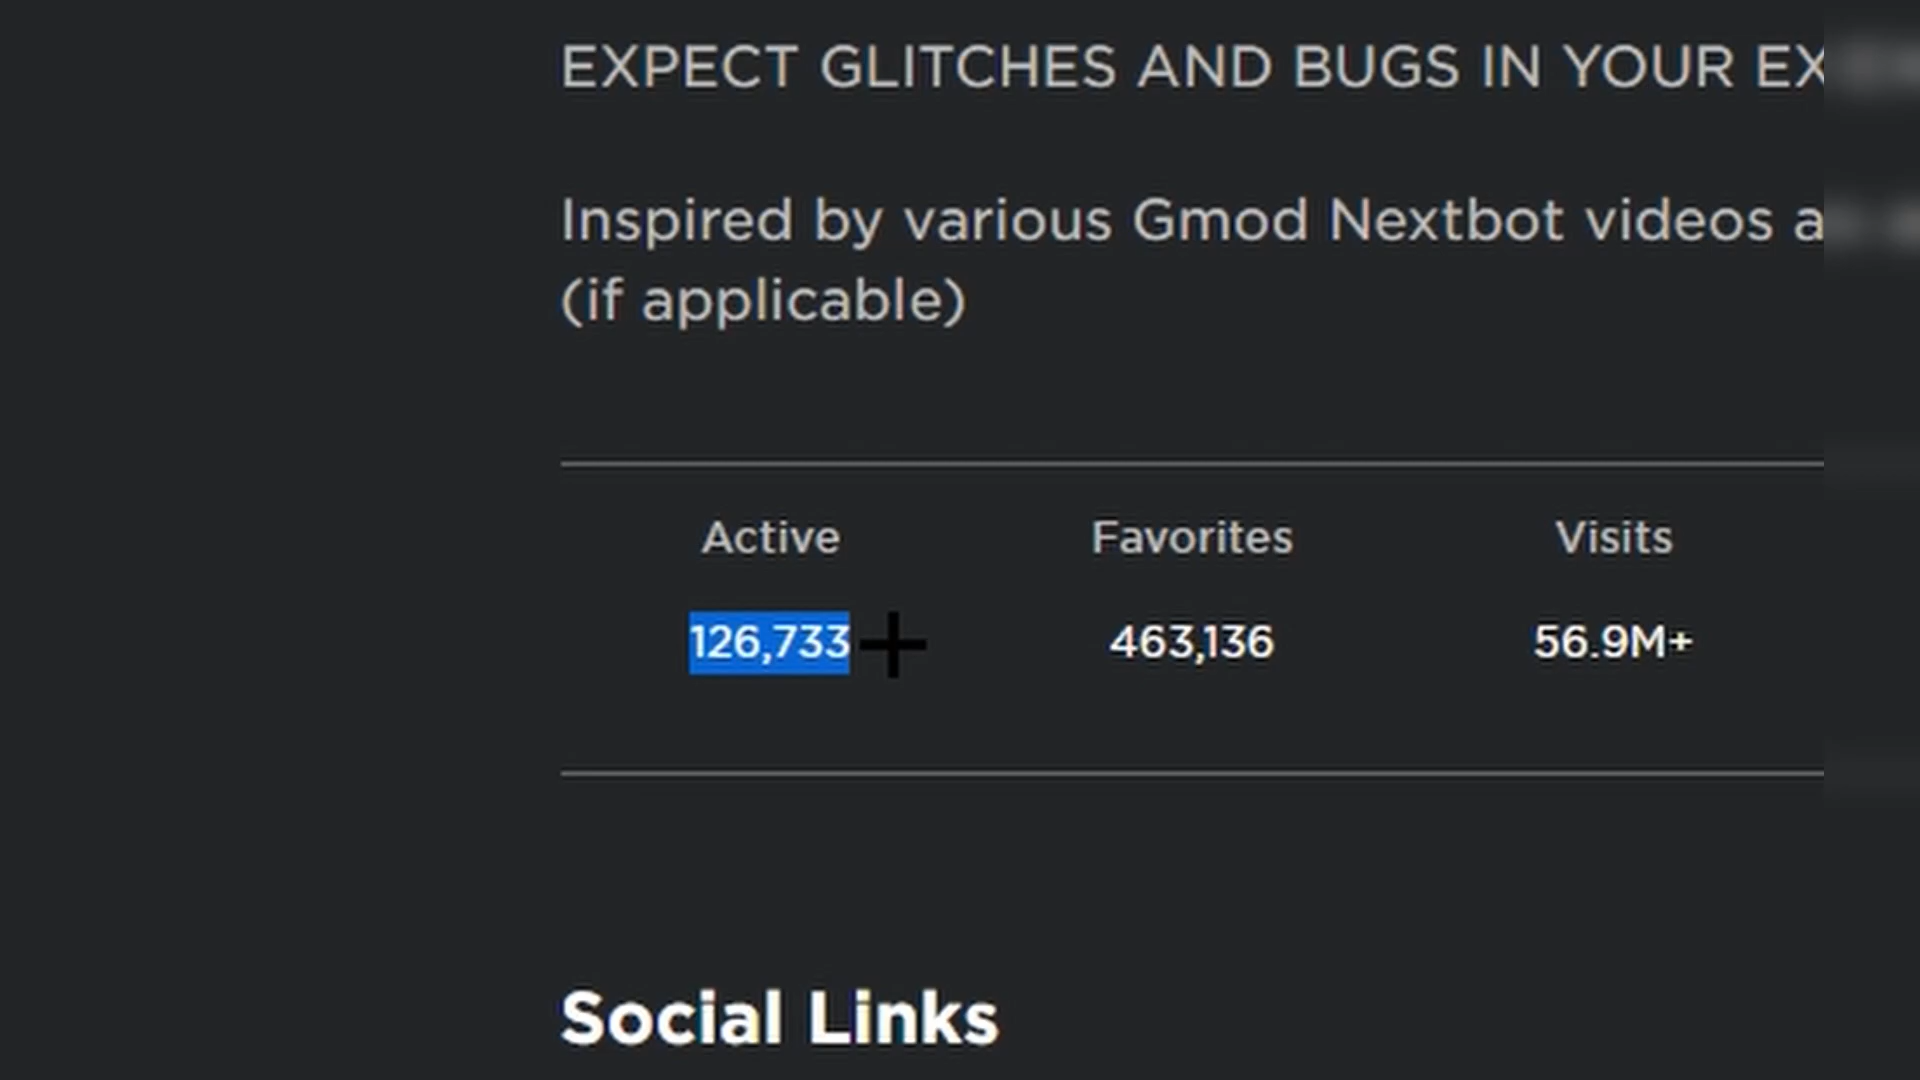 EXPECT GLITCHES AND BUGS IN YOUR
Inspired by various Gmod Nextbot videos
(if applicable)
Active Favorites Visits
126,733 463,136 56.9M+
Social Links